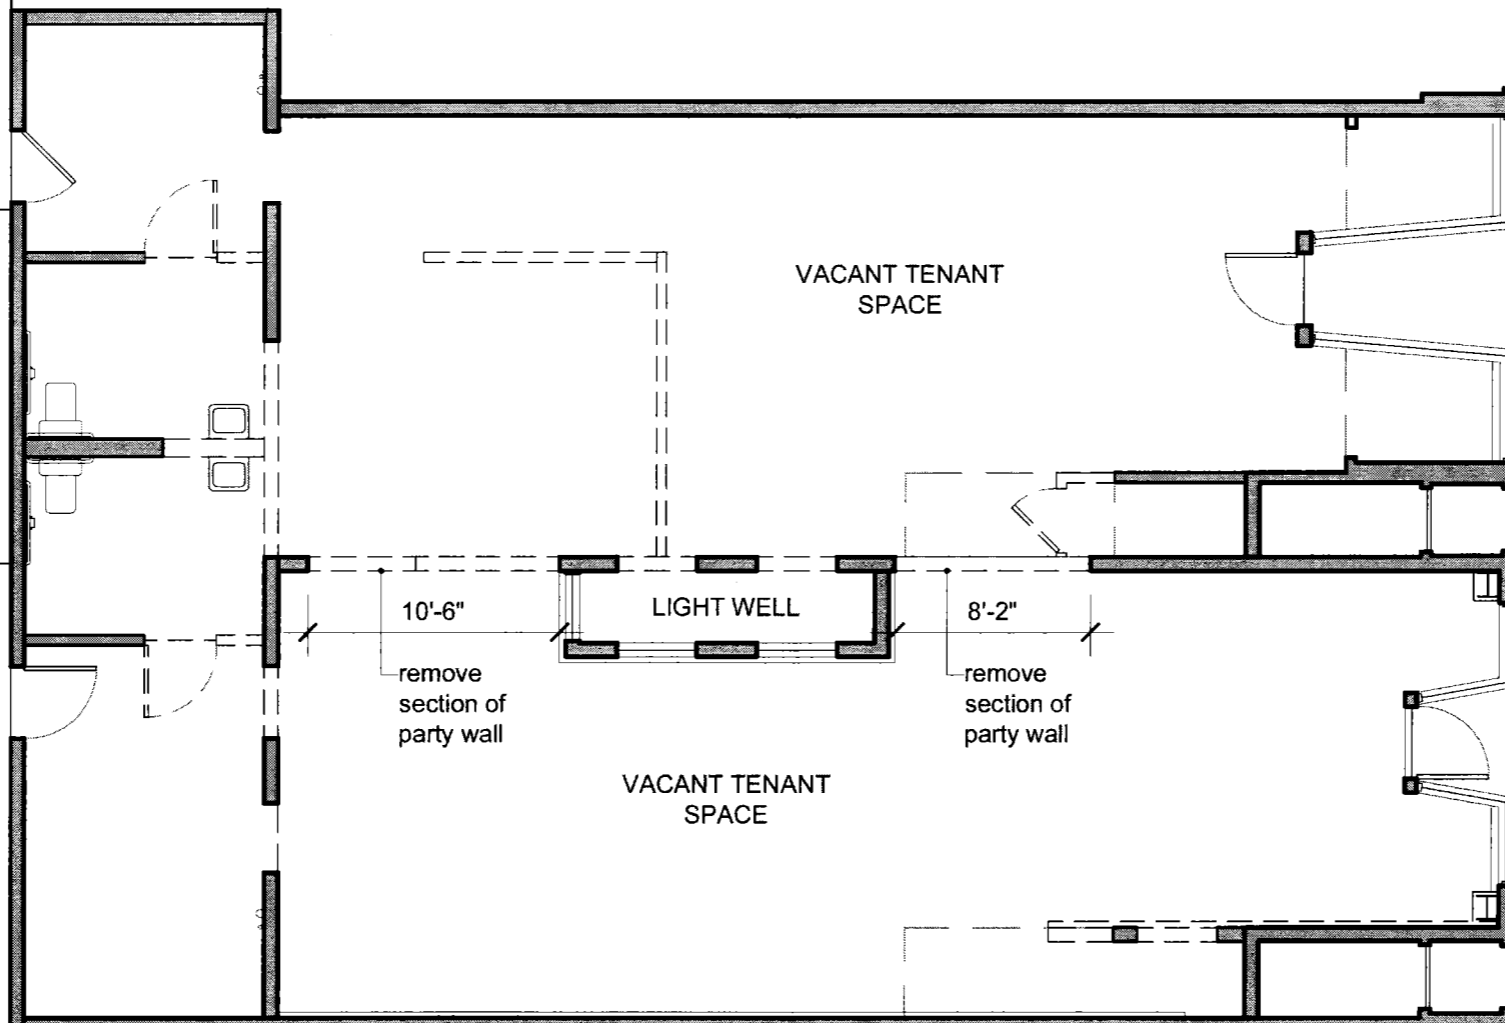 VACANT TENANT
SPACE
10'-6"
LIGHT WELL
8'-2"
remove
section of
party wall
remove
section of
party wall
VACANT TENANT
SPACE